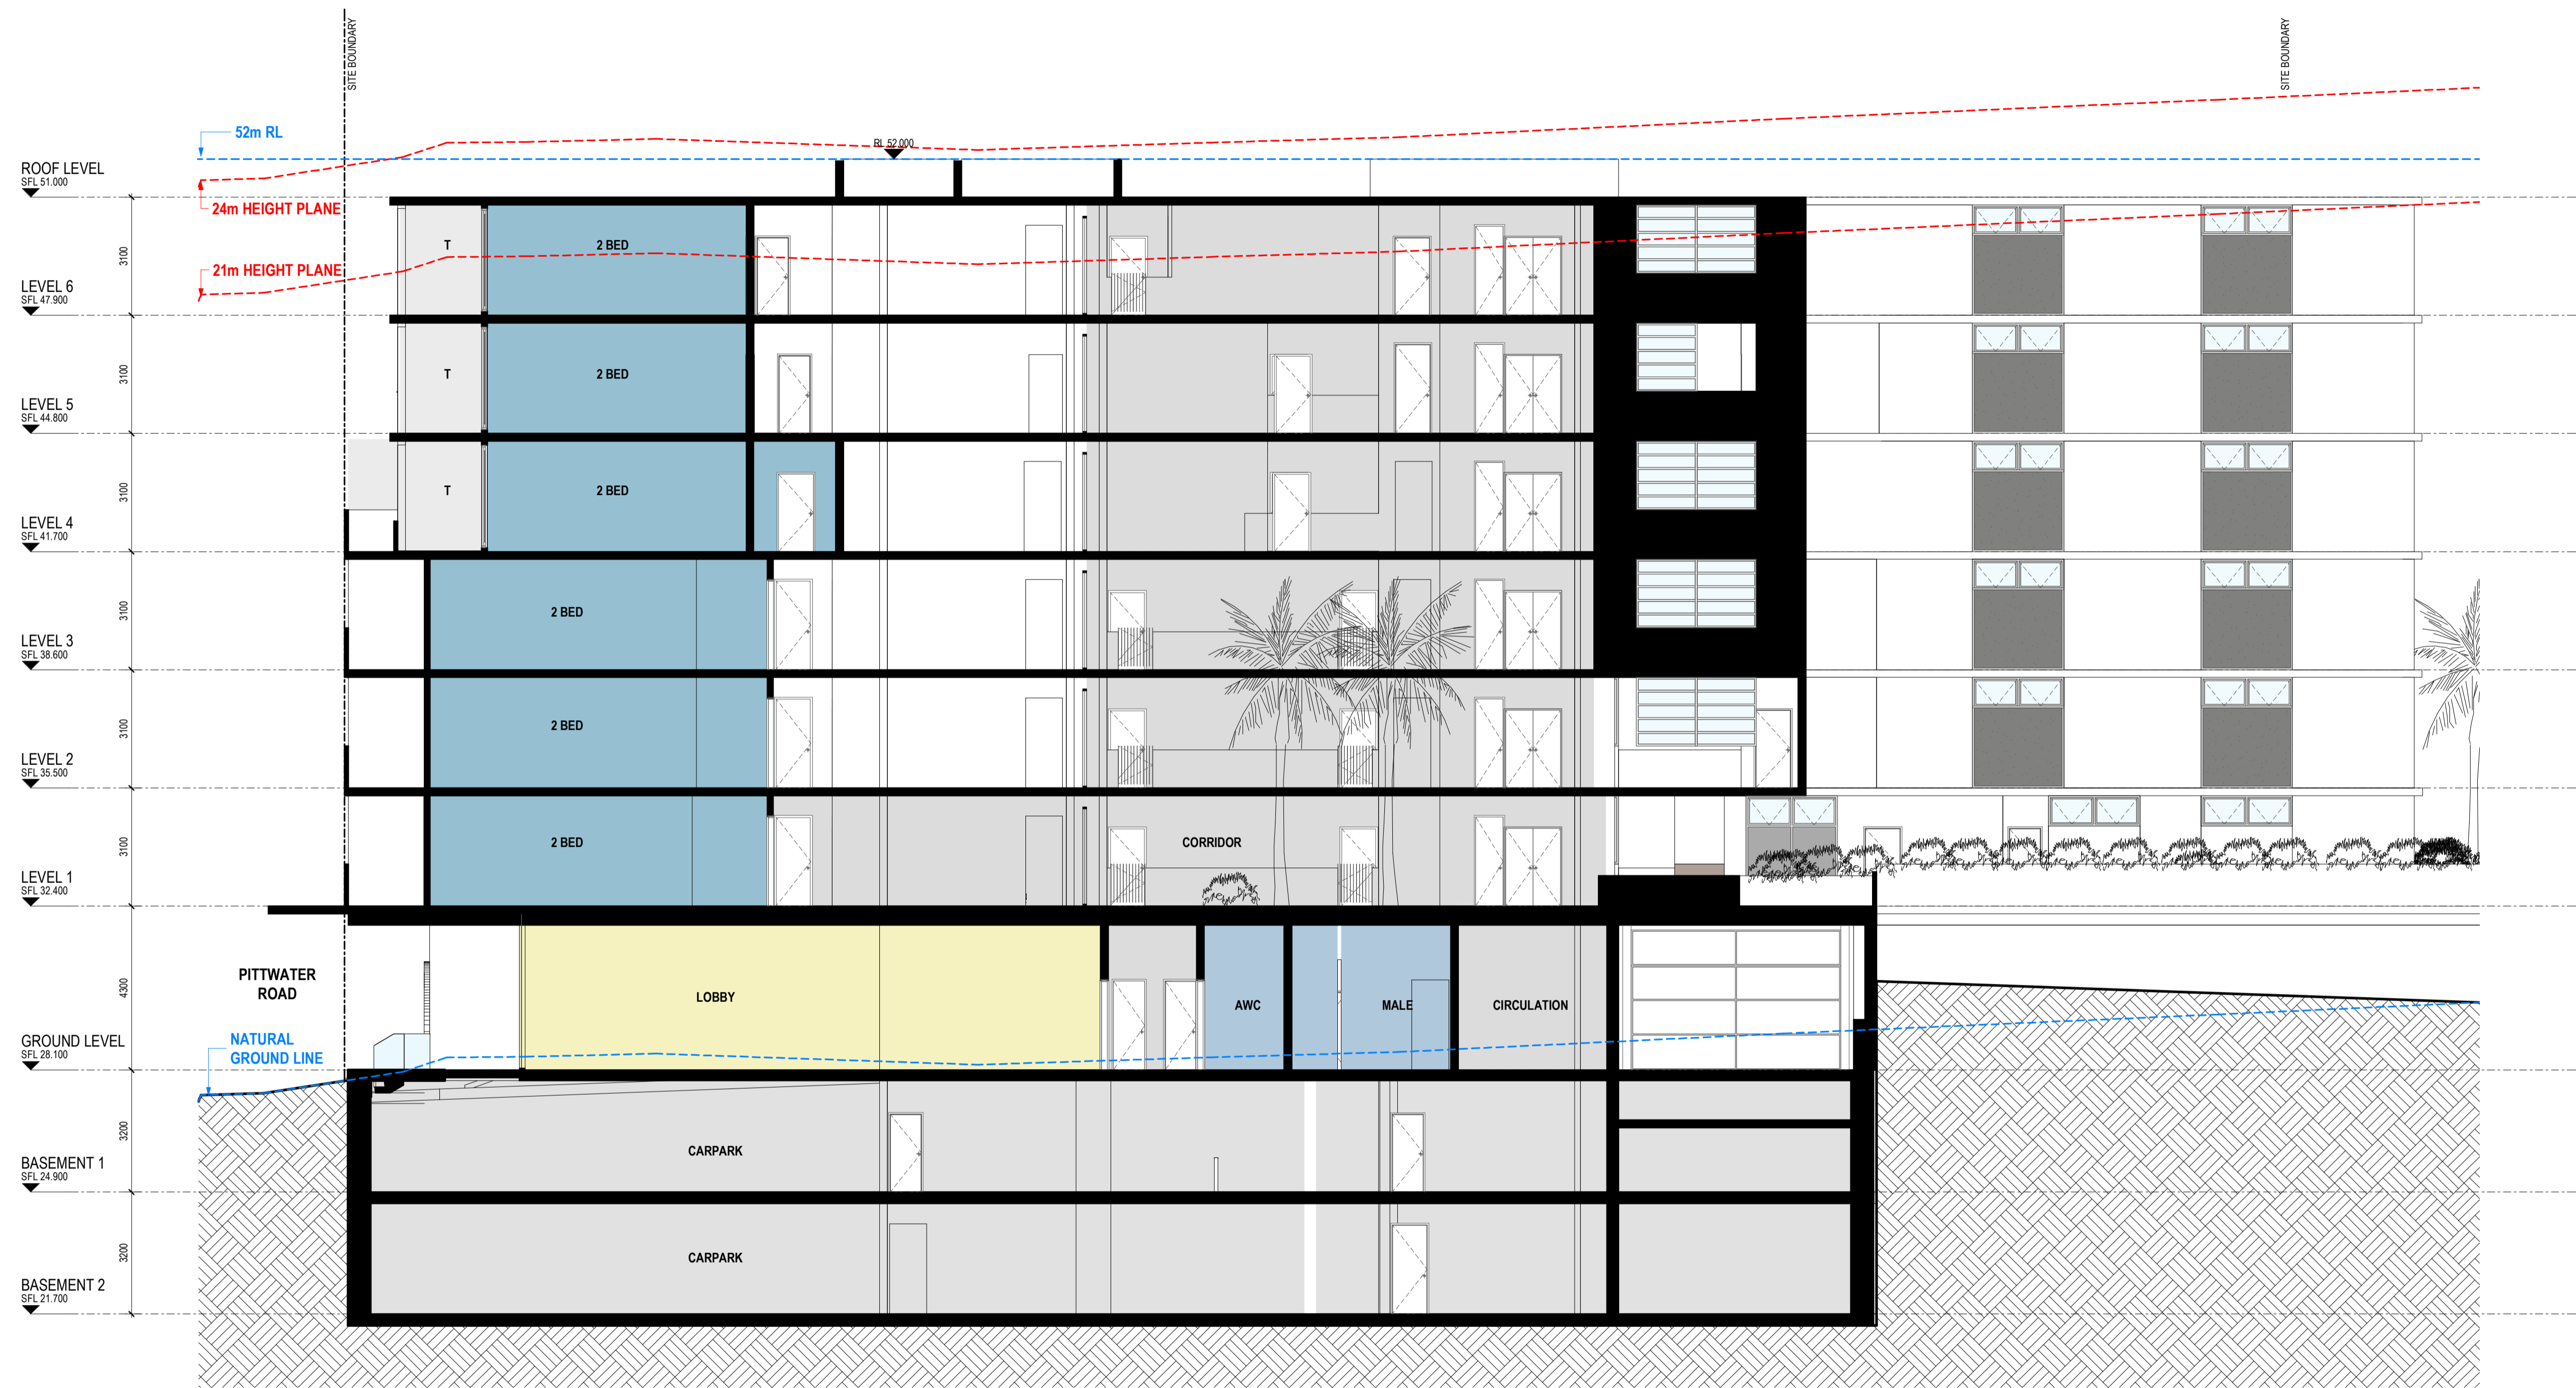 SITE BOUNDARY
SITE BOUNDARY
52m RL
RL 52.000
ROOF LEVEL
SFL 51.000
24m HEIGHT PLANE
T
2 BED
3100
21m HEIGHT PLANE
LEVEL 6
SFL 47.900
T
2 BED
3100
LEVEL 5
SFL 44.800
T
2 BED
3100
LEVEL 4
SFL 41.700
2 BED
3100
LEVEL 3
SFL 38.600
2 BED
3100
LEVEL 2
SFL 35.500
2 BED
CORRIDOR
3100
LEVEL 1
SFL 32.400
PITTWATER
ROAD
LOBBY
AWC
MALE
CIRCULATION
4300
GROUND LEVEL
SFL 28.100
NATURAL
GROUND LINE
3200
CARPARK
BASEMENT 1
SFL 24.900
3200
CARPARK
BASEMENT 2
SFL 21.700